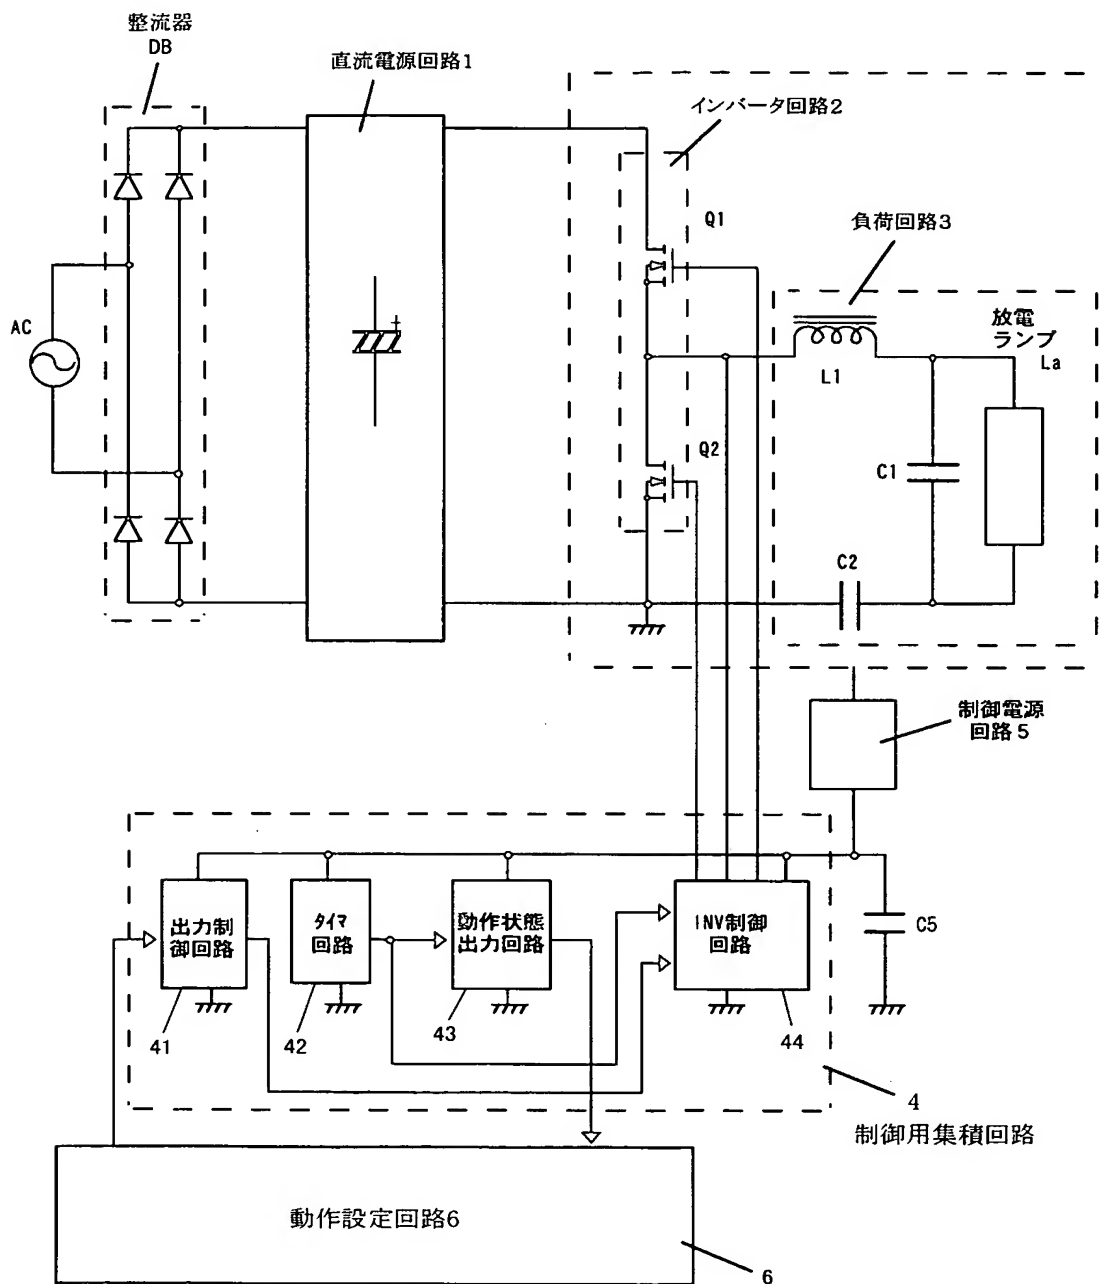 整流器
DB
直流電源回路1
インバータ回路2
Q1
負荷回路3
AC
放電
ランプ
La
L1
Q2
C1
C2
制御電源
回路5
出力制
御回路
タイマ
回路
動作状態
出力回路
INV制御
回路
C5
41
42
43
44
4
制御用集積回路
動作設定回路6
6